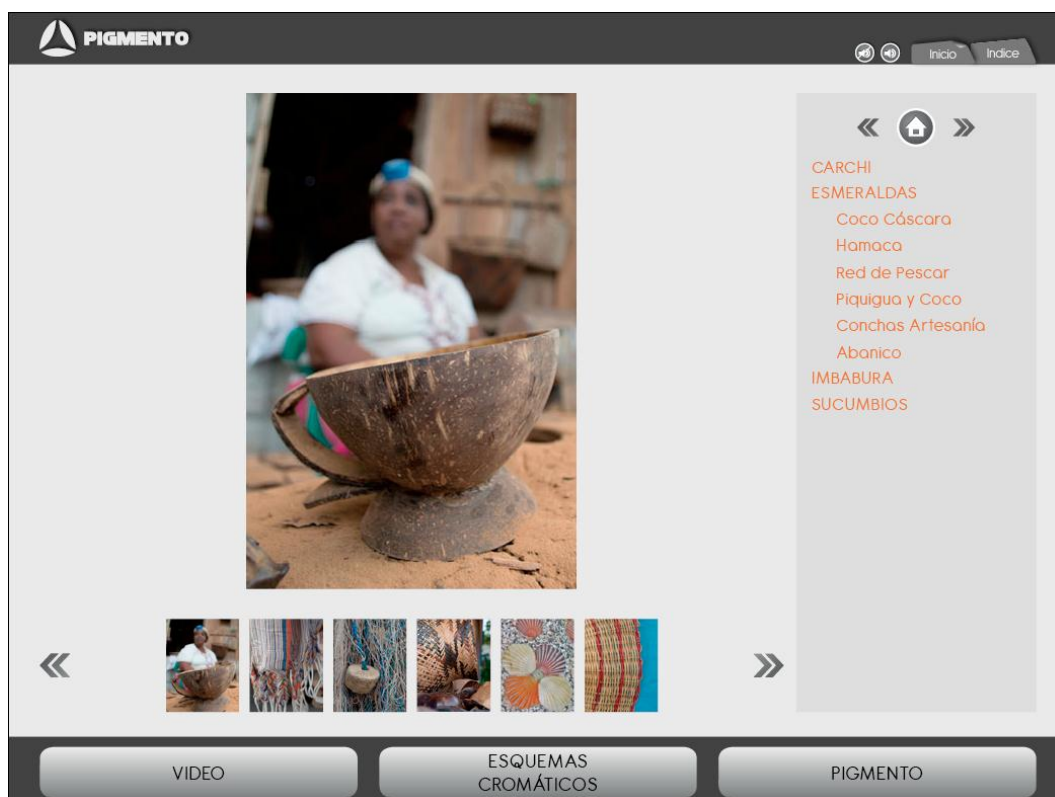 PIGMENTO
Inicio
Indice
CARCHI
ESMERALDAS
Coco Cáscara
Hamaca
Red de Pescar
Piquigua y Coco
Conchas Artesanía
Abanico
IMBABURA
SUCUMBIOS
VIDEO
ESQUEMAS
CROMÁTICOS
PIGMENTO